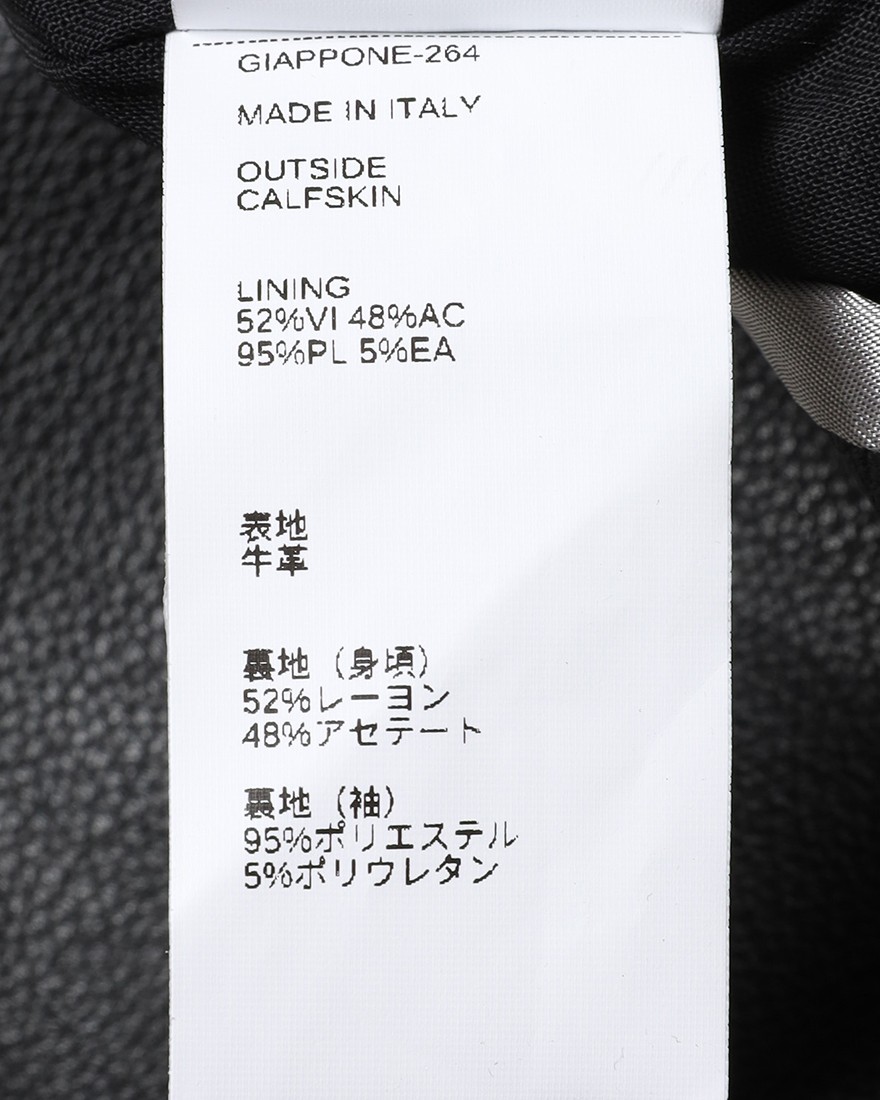 GIAPPONE-264
MADE IN ITALY
OUTSIDE
CALFSKIN
LINING
52%VI 48%AC
95%PL 5%EA
表地
牛革
裏地（身頃）
52%レーヨン
48%アセテート
裏地（袖）
95%ポリエステル
5%ポリウレタン